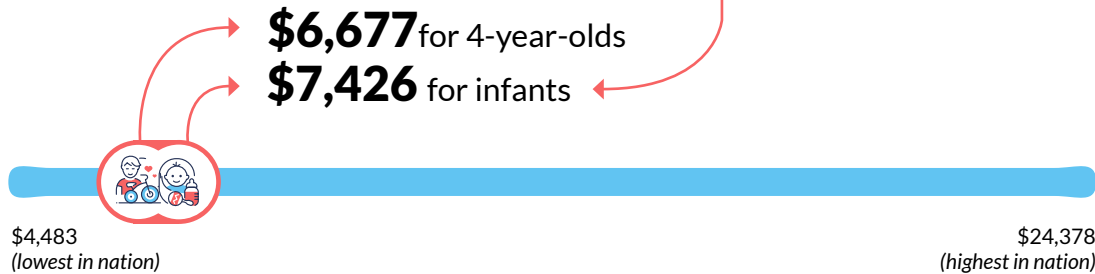 $6,677 for 4-year-olds
$7,426 for infants
$4,483
(lowest in nation)
$24,378
(highest in nation)